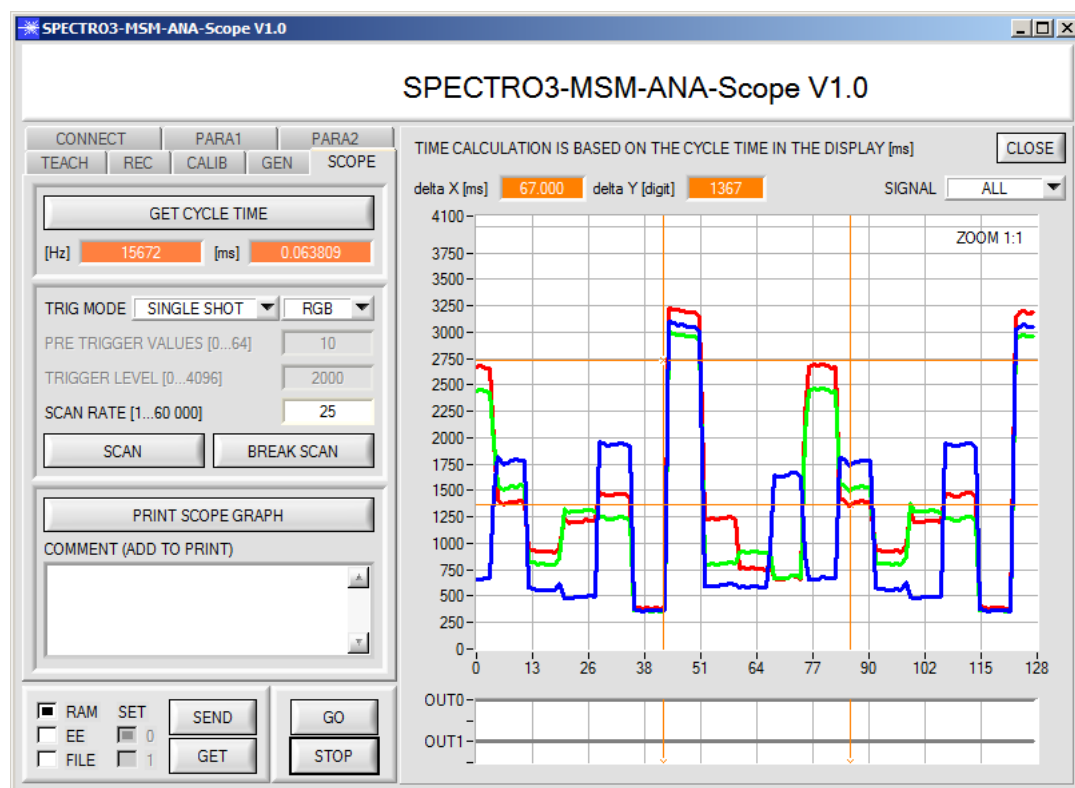 SPECTRO3-MSM-ANA-Scope V1.0
SPECTRO3-MSM-ANA-Scope V1.0
CONNECT PARA1 PARA2
TEACH REC CALIB GEN SCOPE
GET CYCLE TIME
[Hz] 15672 [ms] 0.063809
TRIG MODE SINGLE SHOT RGB
PRE TRIGGER VALUES [0...64] 10
TRIGGER LEVEL [0...4096] 2000
SCAN RATE [1...60 000] 25
SCAN BREAK SCAN
PRINT SCOPE GRAPH
COMMENT (ADD TO PRINT)
RAM SET SEND GO
EE 0
FILE 1 GET STOP
TIME CALCULATION IS BASED ON THE CYCLE TIME IN THE DISPLAY [ms] CLOSE
delta X [ms] 67.000 delta Y [digit] 1367 SIGNAL ALL
ZOOM 1:1
4100
3750
3500
3250
3000
2750
2500
2250
2000
1750
1500
1250
1000
750
500
250
0
0 13 26 38 51 64 77 90 102 115 128
OUT0
OUT1